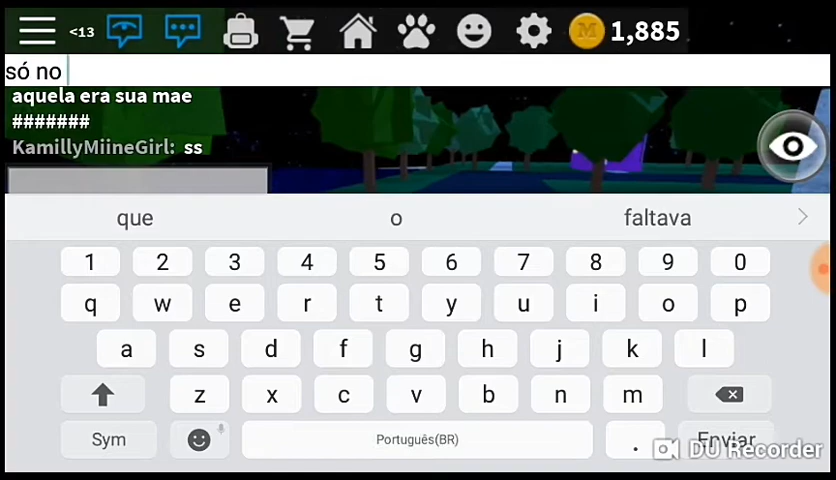 <13
M 1,885
só no
aquela era sua mae
#######
KamillyMiineGirl: ss
que o faltava
1 2 3 4 5 6 7 8 9 0
q w e r t y u i o p
a s d f g h j k l
z x c v b n m
Sym Português(BR) . Enviar
DU Recorder